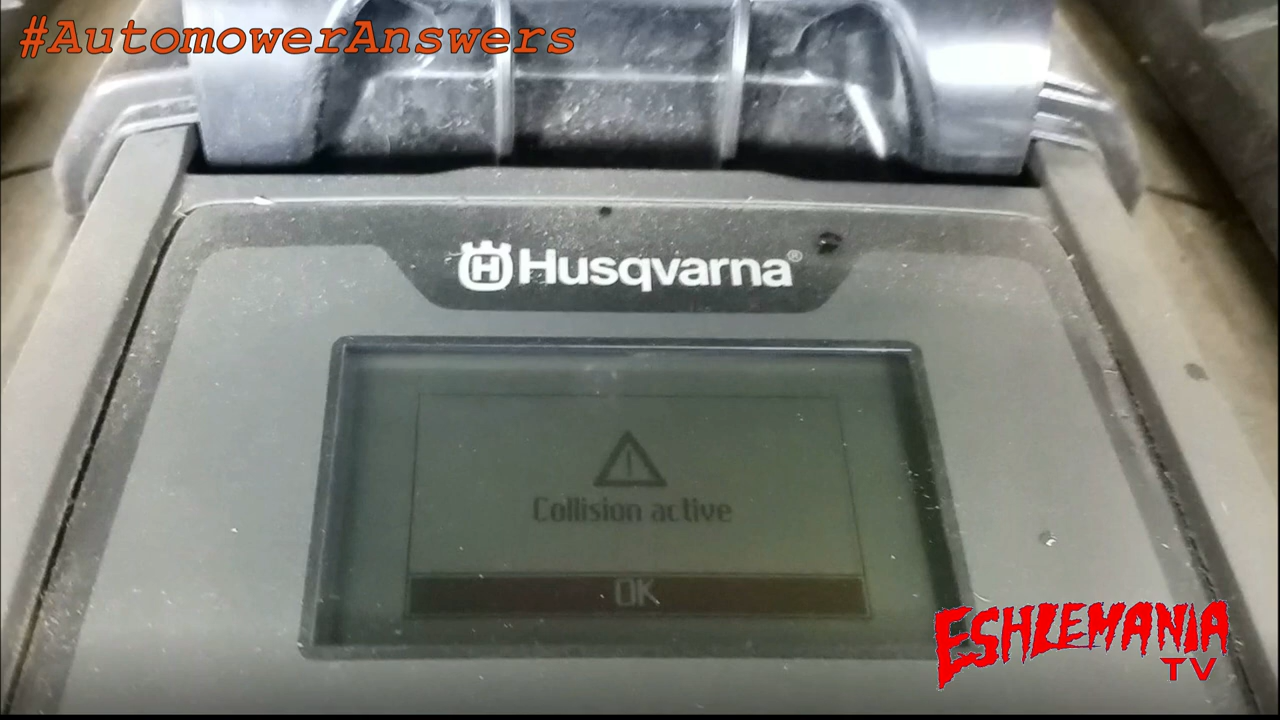 #AutomowerAnswers
Husqvarna®
Collision active
OK
ESHLEMANIA
TV